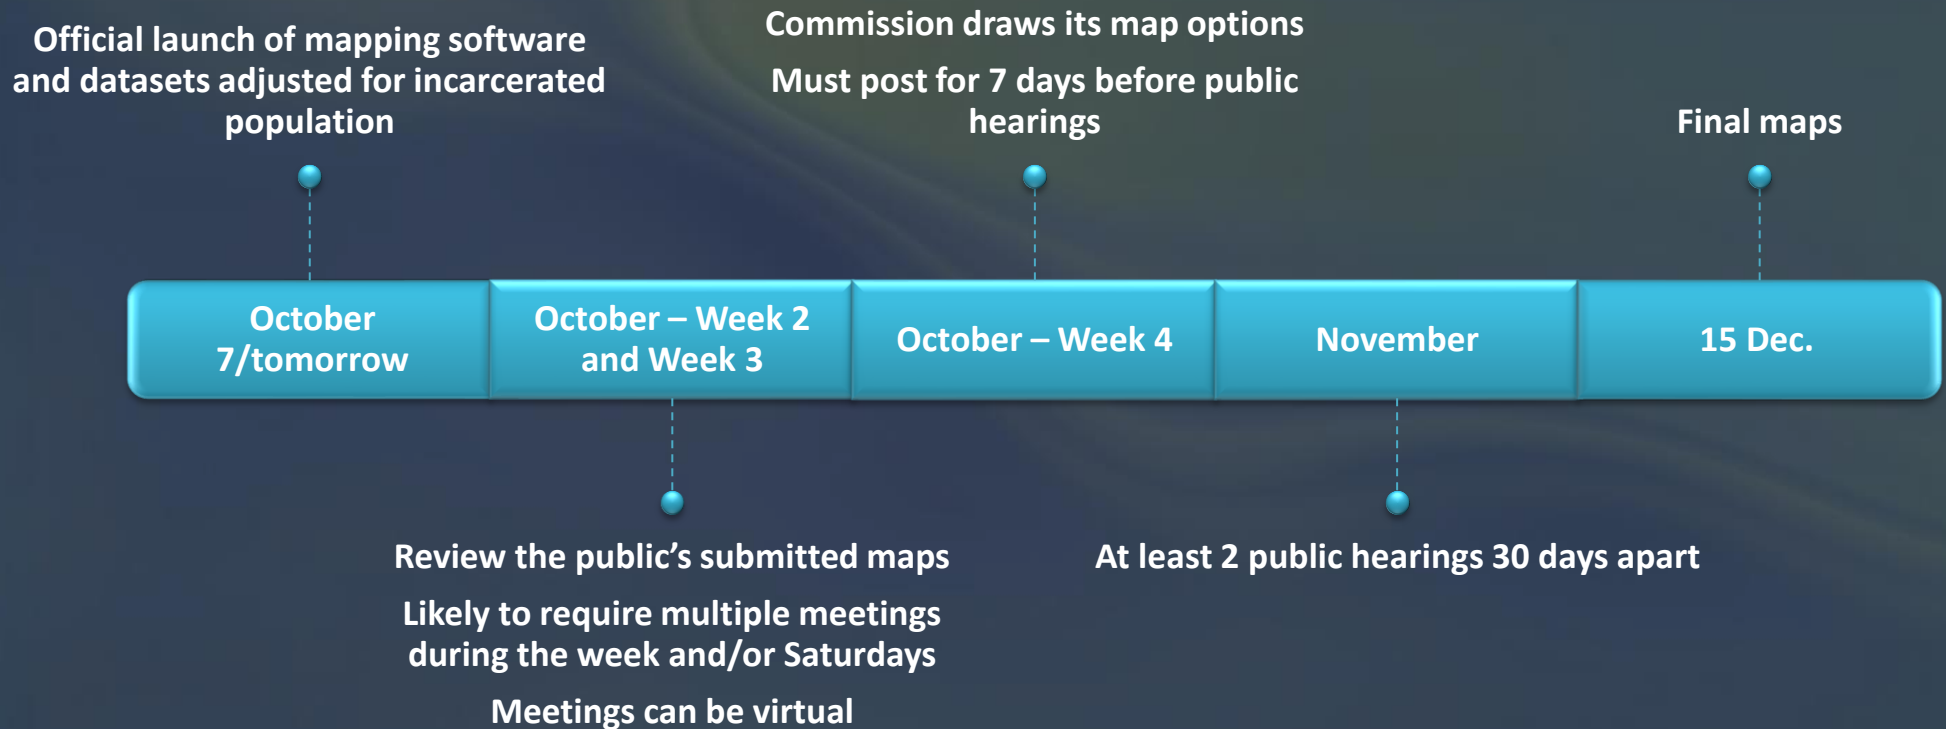 Official launch of mapping software
and datasets adjusted for incarcerated
population
Commission draws its map options
Must post for 7 days before public
hearings
Final maps
October
7/tomorrow
October – Week 2
and Week 3
October – Week 4
November
15 Dec.
Review the public’s submitted maps
Likely to require multiple meetings
during the week and/or Saturdays
Meetings can be virtual
At least 2 public hearings 30 days apart